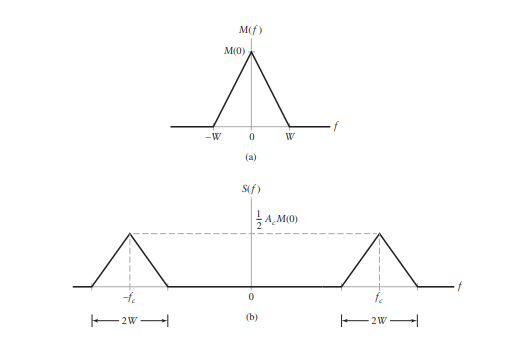 M(f)
M(0)
f
−W 0 W
(a)
S(f)
1/2 A_c M(0)
f
−f_c 0 f_c
2W 2W
(b)